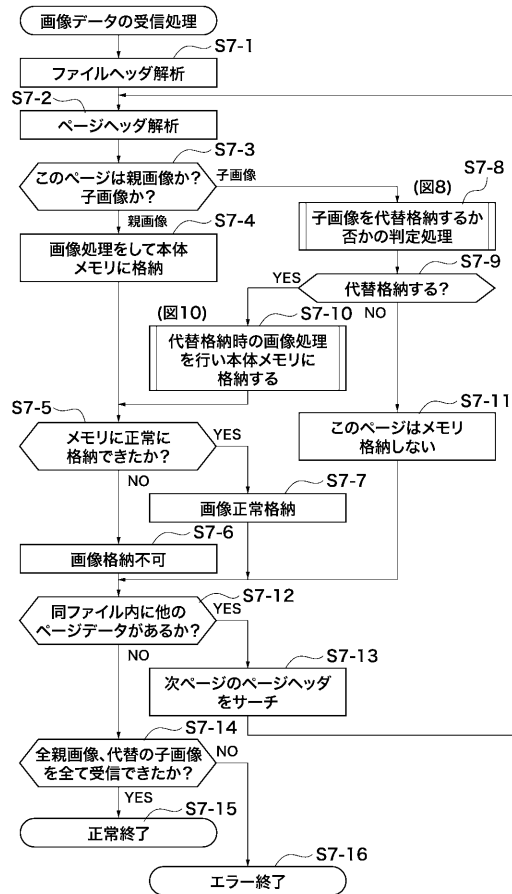 画像データの受信処理
S7-1
ファイルヘッダ解析
S7-2
ページヘッダ解析
S7-3
このページは親画像か?
子画像か?
子画像
親画像
S7-4
画像処理をして本体
メモリに格納
(図8)
S7-8
子画像を代替格納するか
否かの判定処理
S7-9
代替格納する?
YES
NO
(図10)
S7-10
代替格納時の画像処理
を行い本体メモリに
格納する
S7-11
このページはメモリ
格納しない
S7-5
メモリに正常に
格納できたか?
YES
NO
S7-7
画像正常格納
S7-6
画像格納不可
S7-12
同ファイル内に他の
ページデータがあるか?
YES
NO
S7-13
次ページのページヘッダ
をサーチ
S7-14
全親画像、代替の子画像
を全て受信できたか?
NO
YES
S7-15
正常終了
S7-16
エラー終了